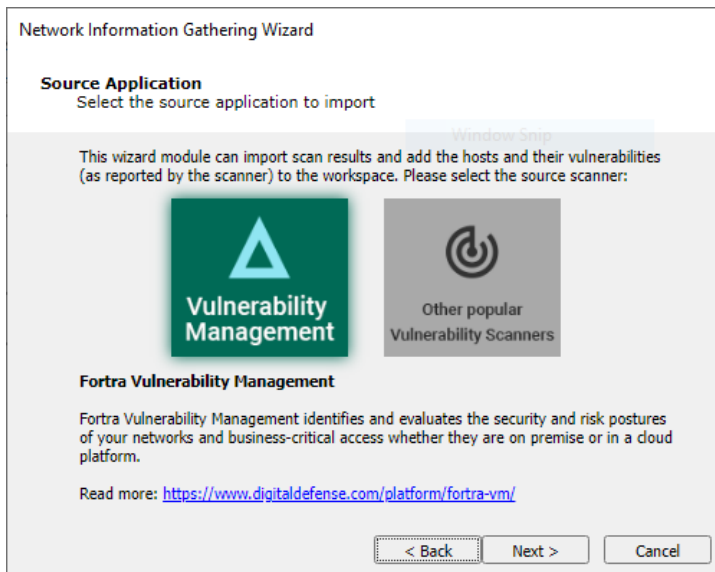 Network Information Gathering Wizard
Source Application
Select the source application to import
Window Snip
This wizard module can import scan results and add the hosts and their vulnerabilities
(as reported by the scanner) to the workspace. Please select the source scanner:
Vulnerability
Management
Other popular
Vulnerability Scanners
Fortra Vulnerability Management
Fortra Vulnerability Management identifies and evaluates the security and risk postures
of your networks and business-critical access whether they are on premise or in a cloud
platform.
Read more: https://www.digitaldefense.com/platform/fortra-vm/
< Back
Next >
Cancel